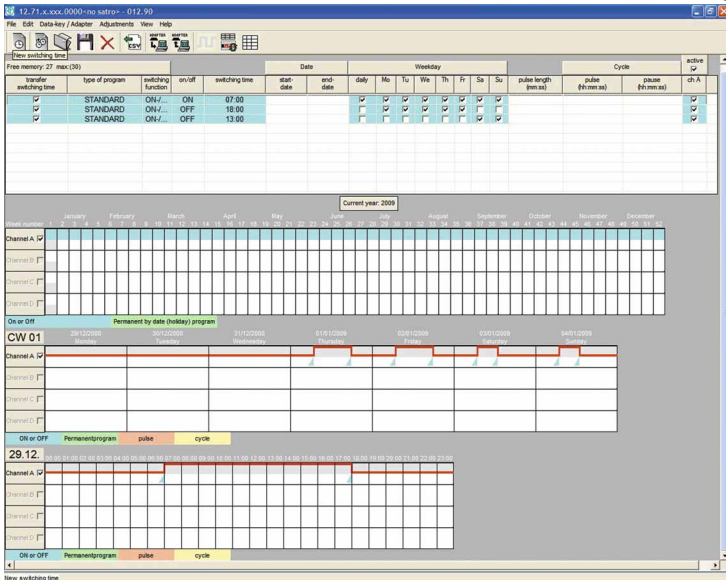 12.71.x.xxx.0000<no satro> - 012.90
File Edit Data-key / Adapter Adjustments View Help
ADAPTER ADAPTER
CSV
New switching time
Free memory: 27 max:(30) Date Weekday Cycle active
transfer switching time type of program switching function on/off switching time start-date end-date daily Mo Tu We Th Fr Sa Su pulse length (mm:ss) pulse (hh:mm:ss) pause (hh:mm:ss) ch A
STANDARD ON-/... ON 07:00
STANDARD ON-/... OFF 18:00
STANDARD ON-/... OFF 13:00
Current year: 2009
January February March April May June July August September October November December
Week number 1 2 3 4 5 6 7 8 9 10 11 12 13 14 15 16 17 18 19 20 21 22 23 24 25 26 27 28 29 30 31 32 33 34 35 36 37 38 39 40 41 42 43 44 45 46 47 48 49 50 51 52
Channel A
Channel B
Channel C
Channel D
On or Off Permanent by date (holiday) program
CW 01 29/12/2008 30/12/2008 31/12/2008 01/01/2009 02/01/2009 03/01/2009 04/01/2009
Monday Tuesday Wednesday Thursday Friday Saturday Sunday
Channel A
Channel B
Channel C
Channel D
ON or OFF Permanentprogram pulse cycle
29.12. 00:00 01:00 02:00 03:00 04:00 05:00 06:00 07:00 08:00 09:00 10:00 11:00 12:00 13:00 14:00 15:00 16:00 17:00 18:00 19:00 20:00 21:00 22:00 23:00
Channel A
Channel B
Channel C
Channel D
ON or OFF Permanentprogram pulse cycle
New switching time